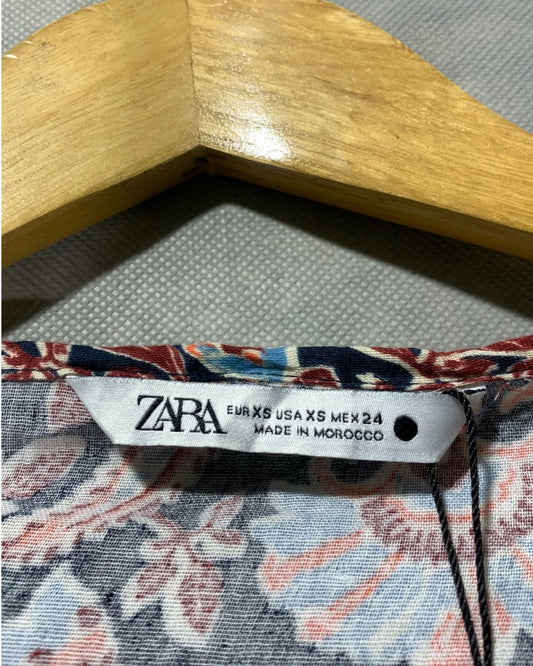 ZARA
EUR XS USA XS MEX 24
MADE IN MOROCCO